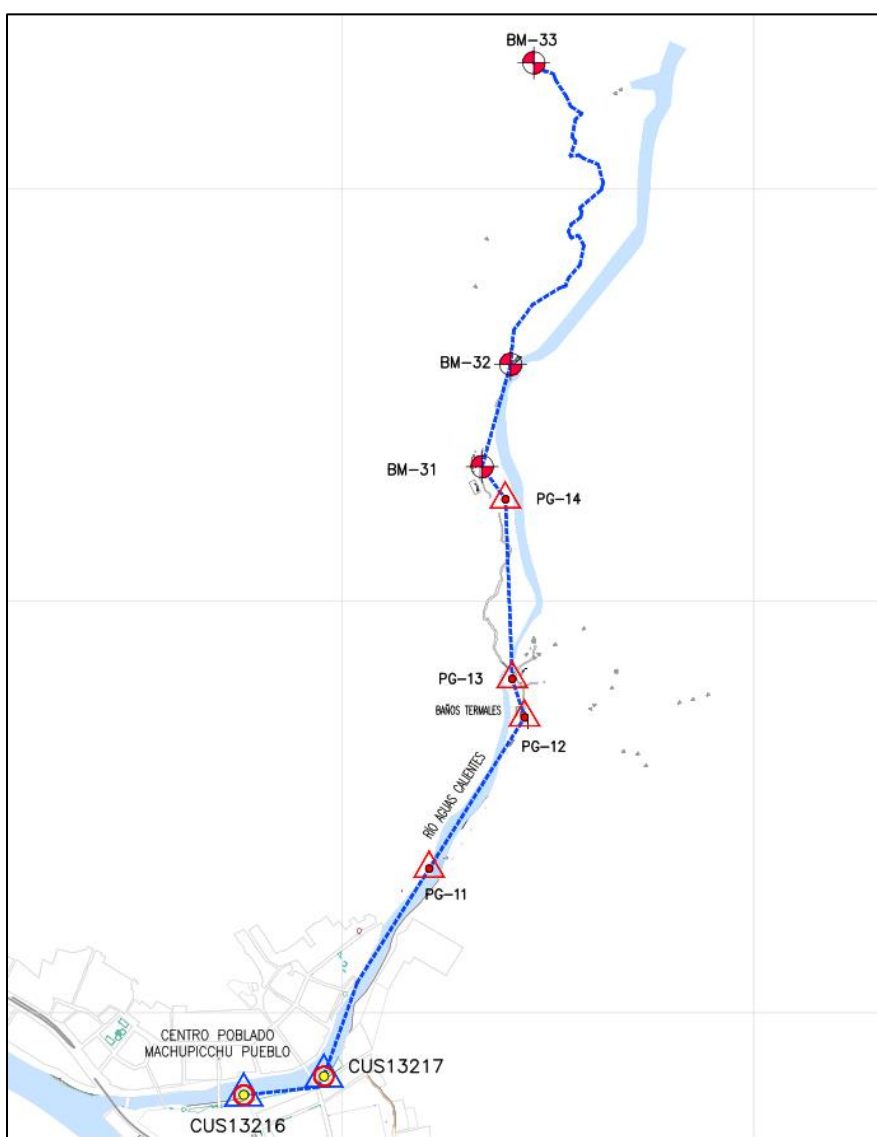 BM-33
BM-32
BM-31
PG-14
PG-13
BAÑOS TERMALES
PG-12
RÍO AGUAS CALIENTES
PG-11
CENTRO POBLADO
MACHUPICCHU PUEBLO
CUS13217
CUS13216